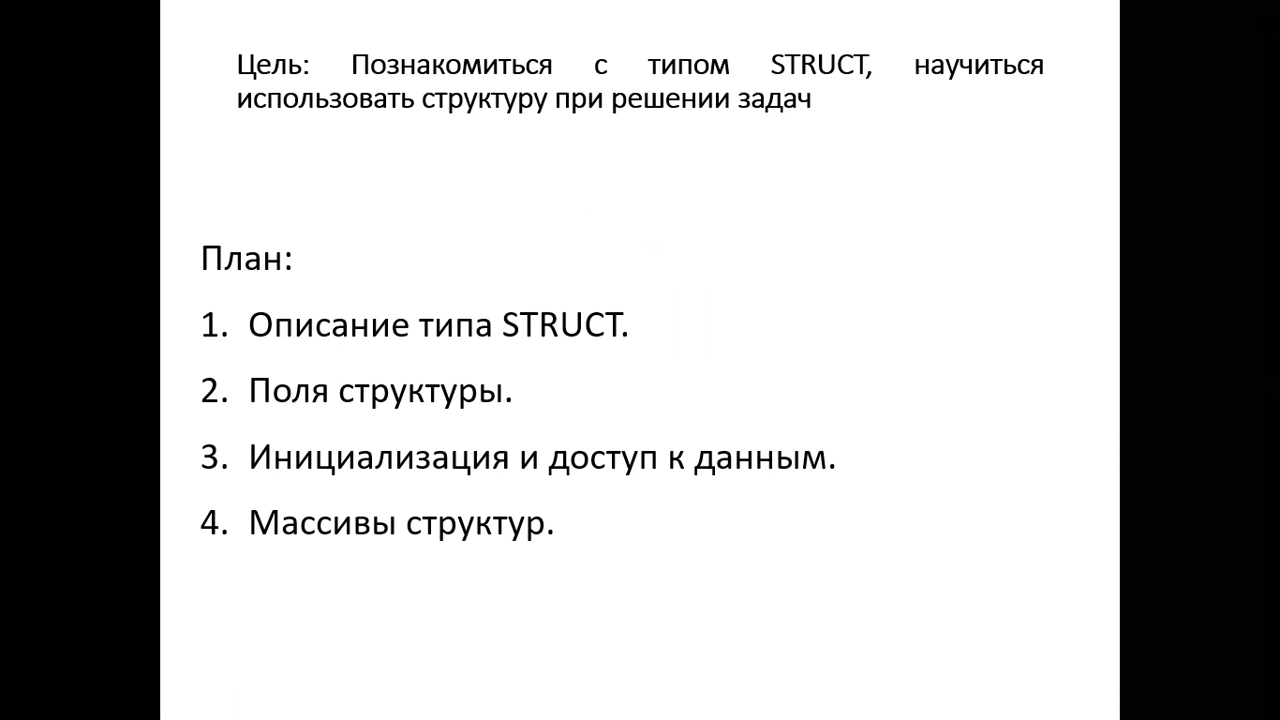 Цель: Познакомиться с типом STRUCT, научиться
использовать структуру при решении задач
План:
1. Описание типа STRUCT.
2. Поля структуры.
3. Инициализация и доступ к данным.
4. Массивы структур.